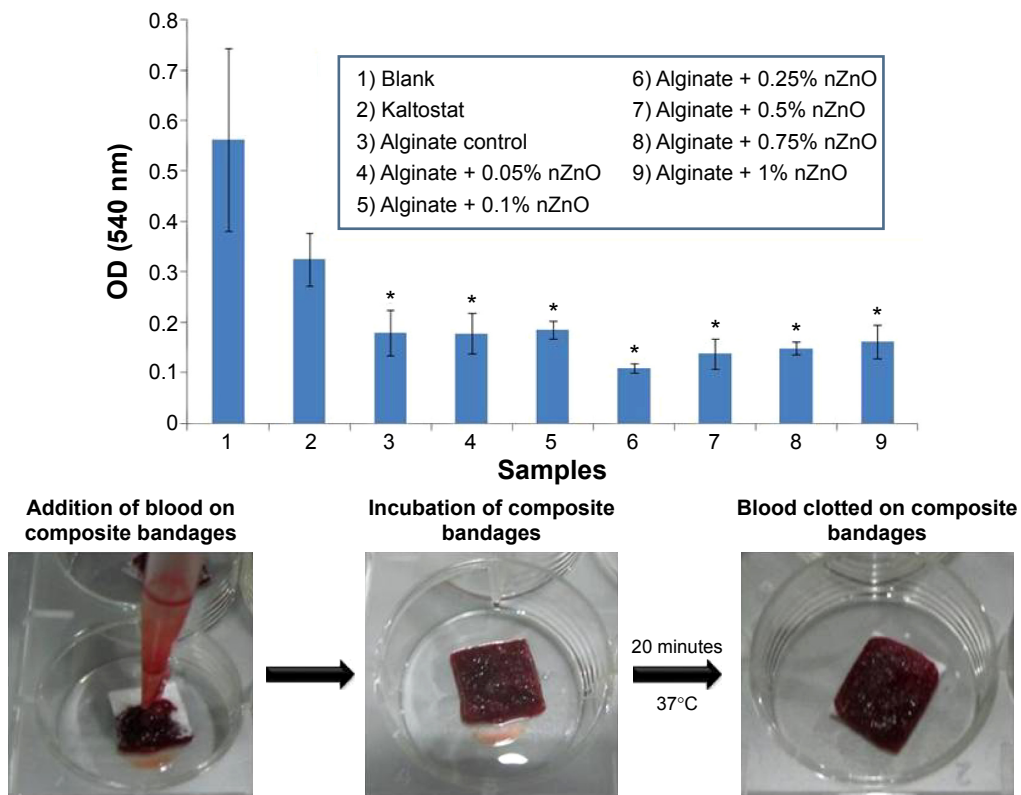 0.8
0.7
0.6
0.5
0.4
0.3
0.2
0.1
0
OD (540 nm)
1) Blank
2) Kaltostat
3) Alginate control
4) Alginate + 0.05% nZnO
5) Alginate + 0.1% nZnO
6) Alginate + 0.25% nZnO
7) Alginate + 0.5% nZnO
8) Alginate + 0.75% nZnO
9) Alginate + 1% nZnO
* * * * * * *
1 2 3 4 5 6 7 8 9
Samples
Addition of blood on
composite bandages
Incubation of composite
bandages
Blood clotted on composite
bandages
20 minutes
37°C